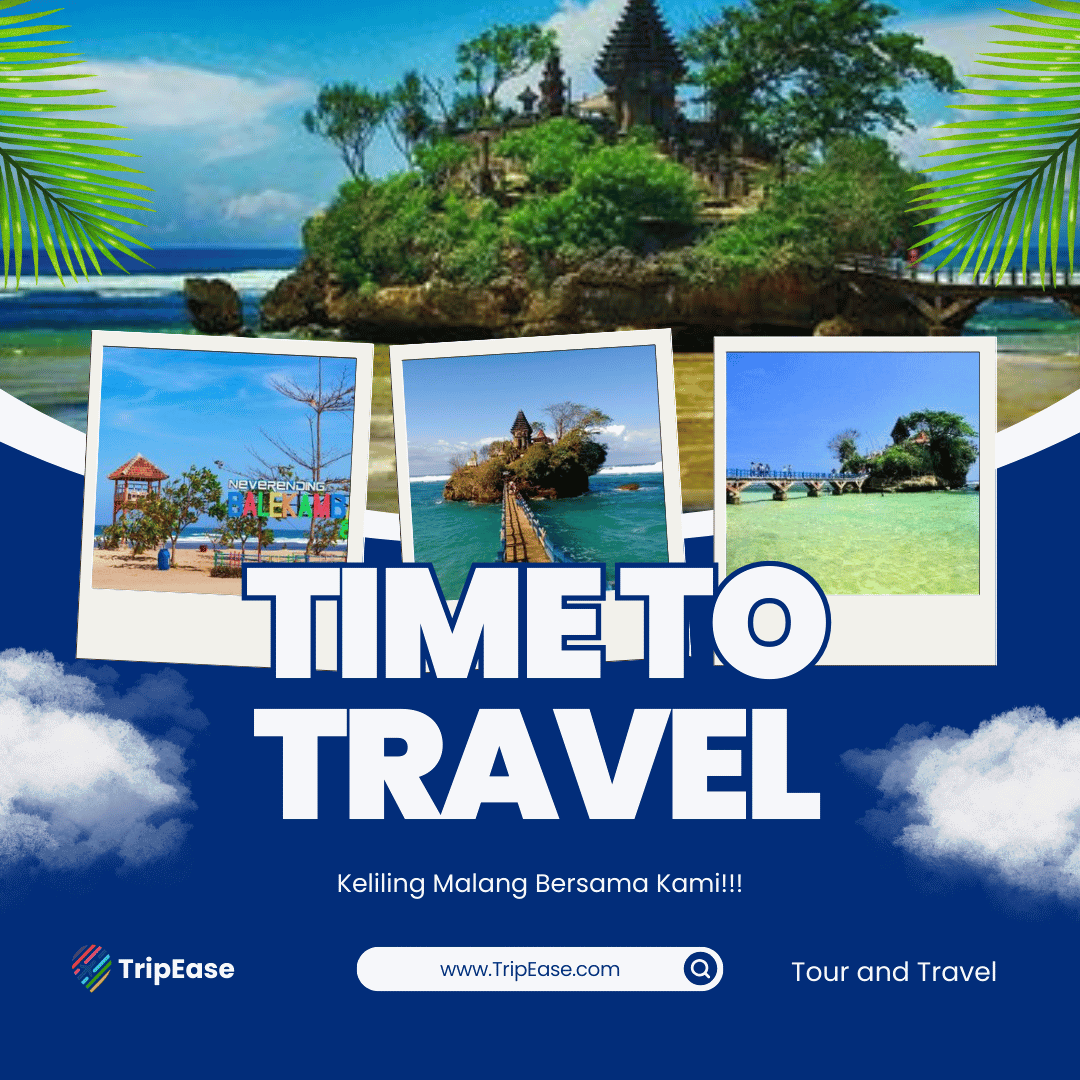 NEVERENDING
BALEKAMB
TIME TO
TRAVEL
Keliling Malang Bersama Kami!!!
TripEase
www.TripEase.com
Tour and Travel